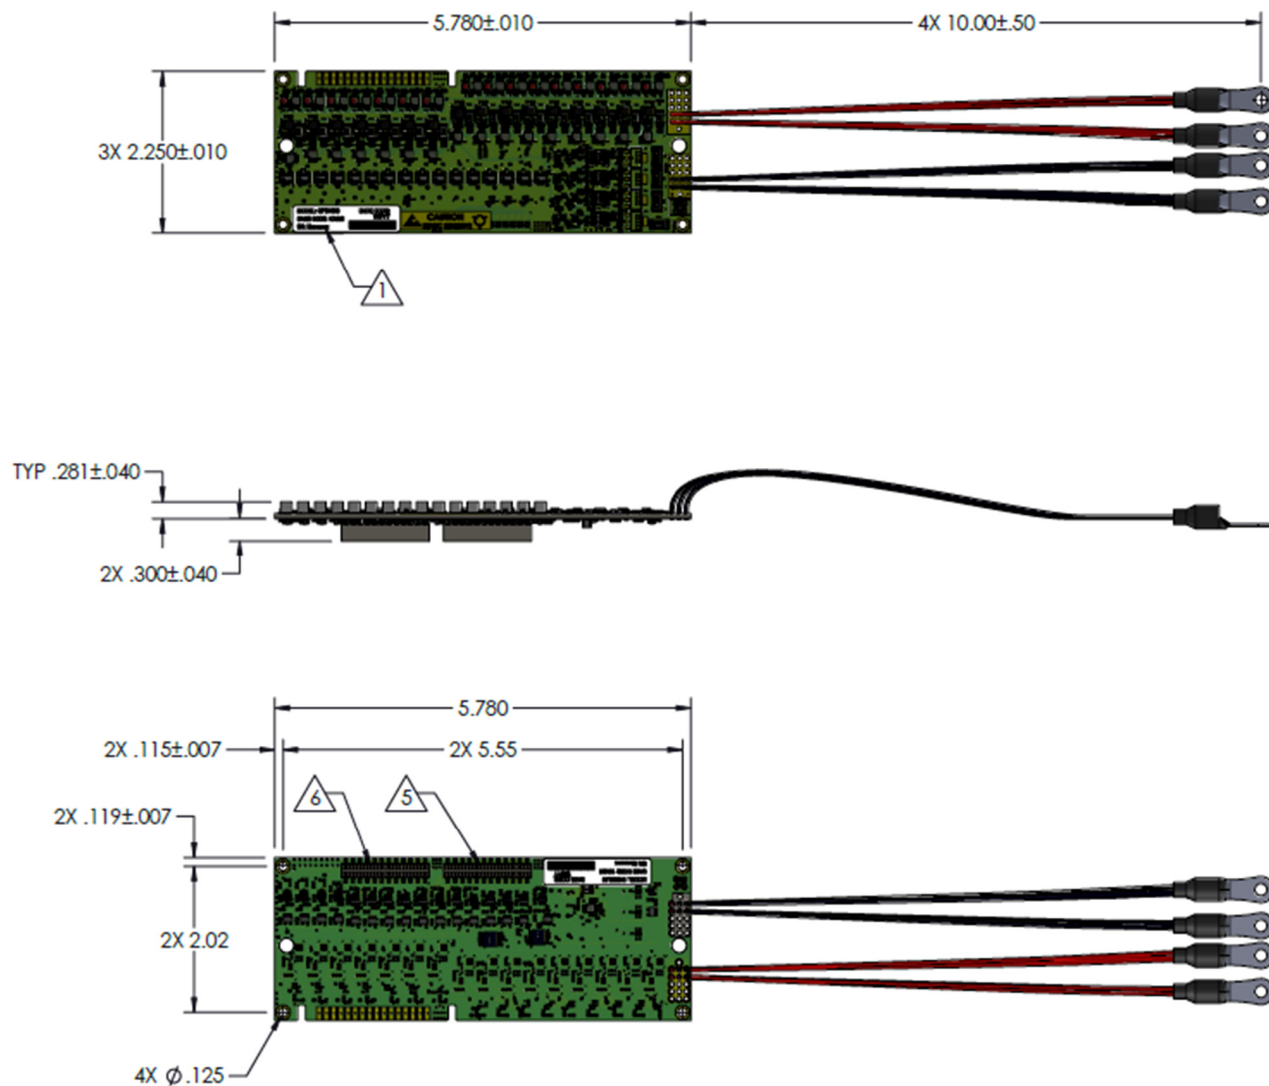 5.780±.010
4X 10.00±.50
3X 2.250±.010
CAUTION
1
TYP .281±.040
2X .300±.040
5.780
2X .115±.007
2X 5.55
6
5
2X .119±.007
2X 2.02
4X ⌀ .125